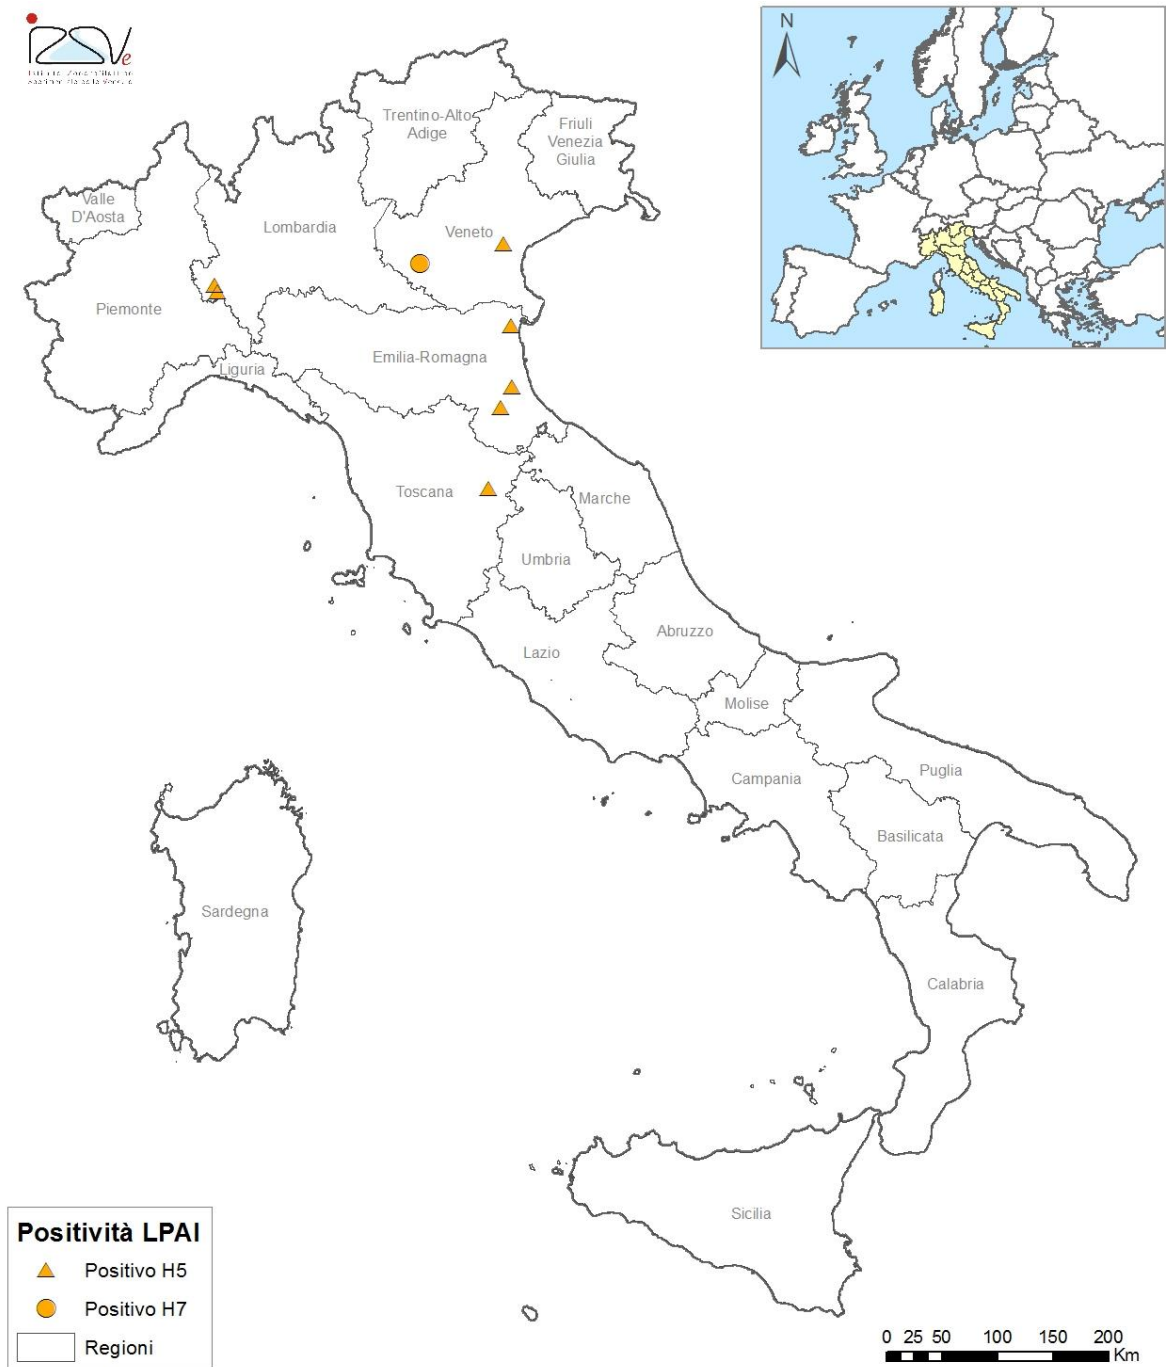 IZSVe
N
Trentino-Alto
Adige
Friuli
Venezia
Giulia
Valle
D'Aosta
Lombardia
Veneto
Piemonte
Emilia-Romagna
Liguria
Toscana
Marche
Umbria
Abruzzo
Lazio
Molise
Campania
Puglia
Basilicata
Sardegna
Calabria
Sicilia
Positività LPAI
Positivo H5
Positivo H7
Regioni
0 25 50 100 150 200
Km